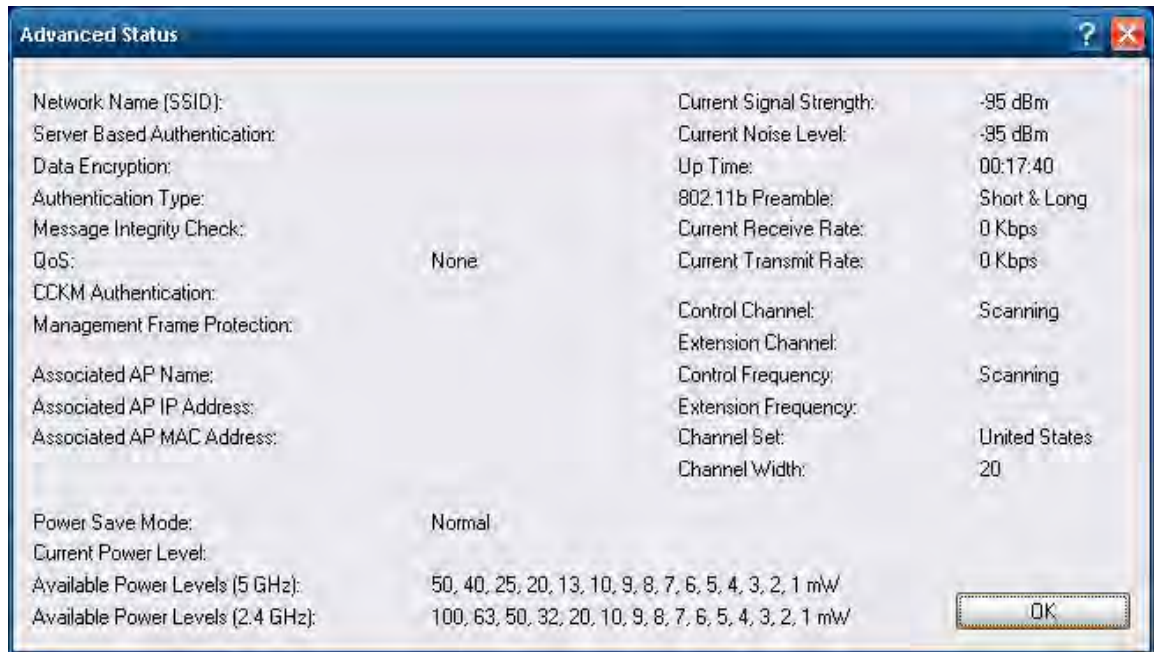 Advanced Status
?
Network Name (SSID):
Server Based Authentication:
Data Encryption:
Authentication Type:
Message Integrity Check:
QoS: None
CCKM Authentication:
Management Frame Protection:
Associated AP Name:
Associated AP IP Address:
Associated AP MAC Address:
Current Signal Strength: -95 dBm
Current Noise Level: -95 dBm
Up Time: 00:17:40
802.11b Preamble: Short & Long
Current Receive Rate: 0 Kbps
Current Transmit Rate: 0 Kbps
Control Channel: Scanning
Extension Channel:
Control Frequency: Scanning
Extension Frequency:
Channel Set: United States
Channel Width: 20
Power Save Mode: Normal
Current Power Level:
Available Power Levels (5 GHz): 50, 40, 25, 20, 13, 10, 9, 8, 7, 6, 5, 4, 3, 2, 1 mW
Available Power Levels (2.4 GHz): 100, 63, 50, 32, 20, 10, 9, 8, 7, 6, 5, 4, 3, 2, 1 mW
OK